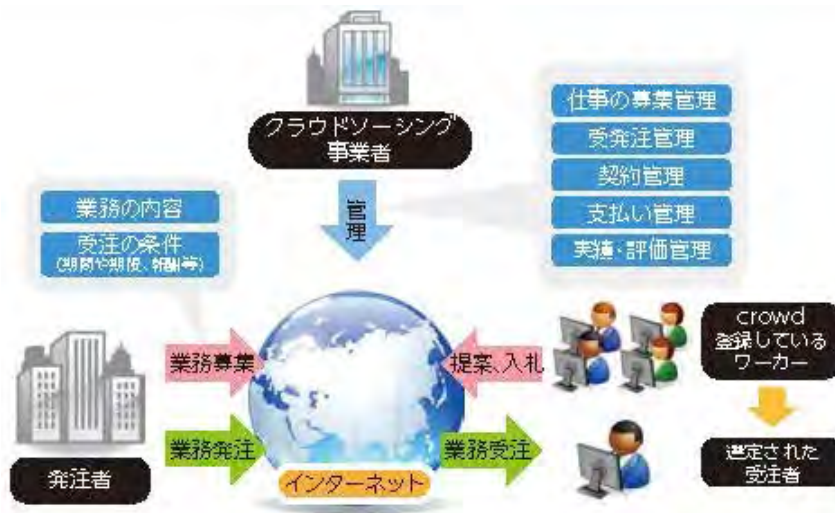 クラウドソーシング
事業者
仕事の募集管理
受発注管理
契約管理
支払い管理
実績・評価管理
管理
業務の内容
受注の条件
(期間や期限、報酬等)
業務募集
提案、入札
crowd
登録している
ワーカー
業務発注
業務受注
発注者
インターネット
選定された
受注者